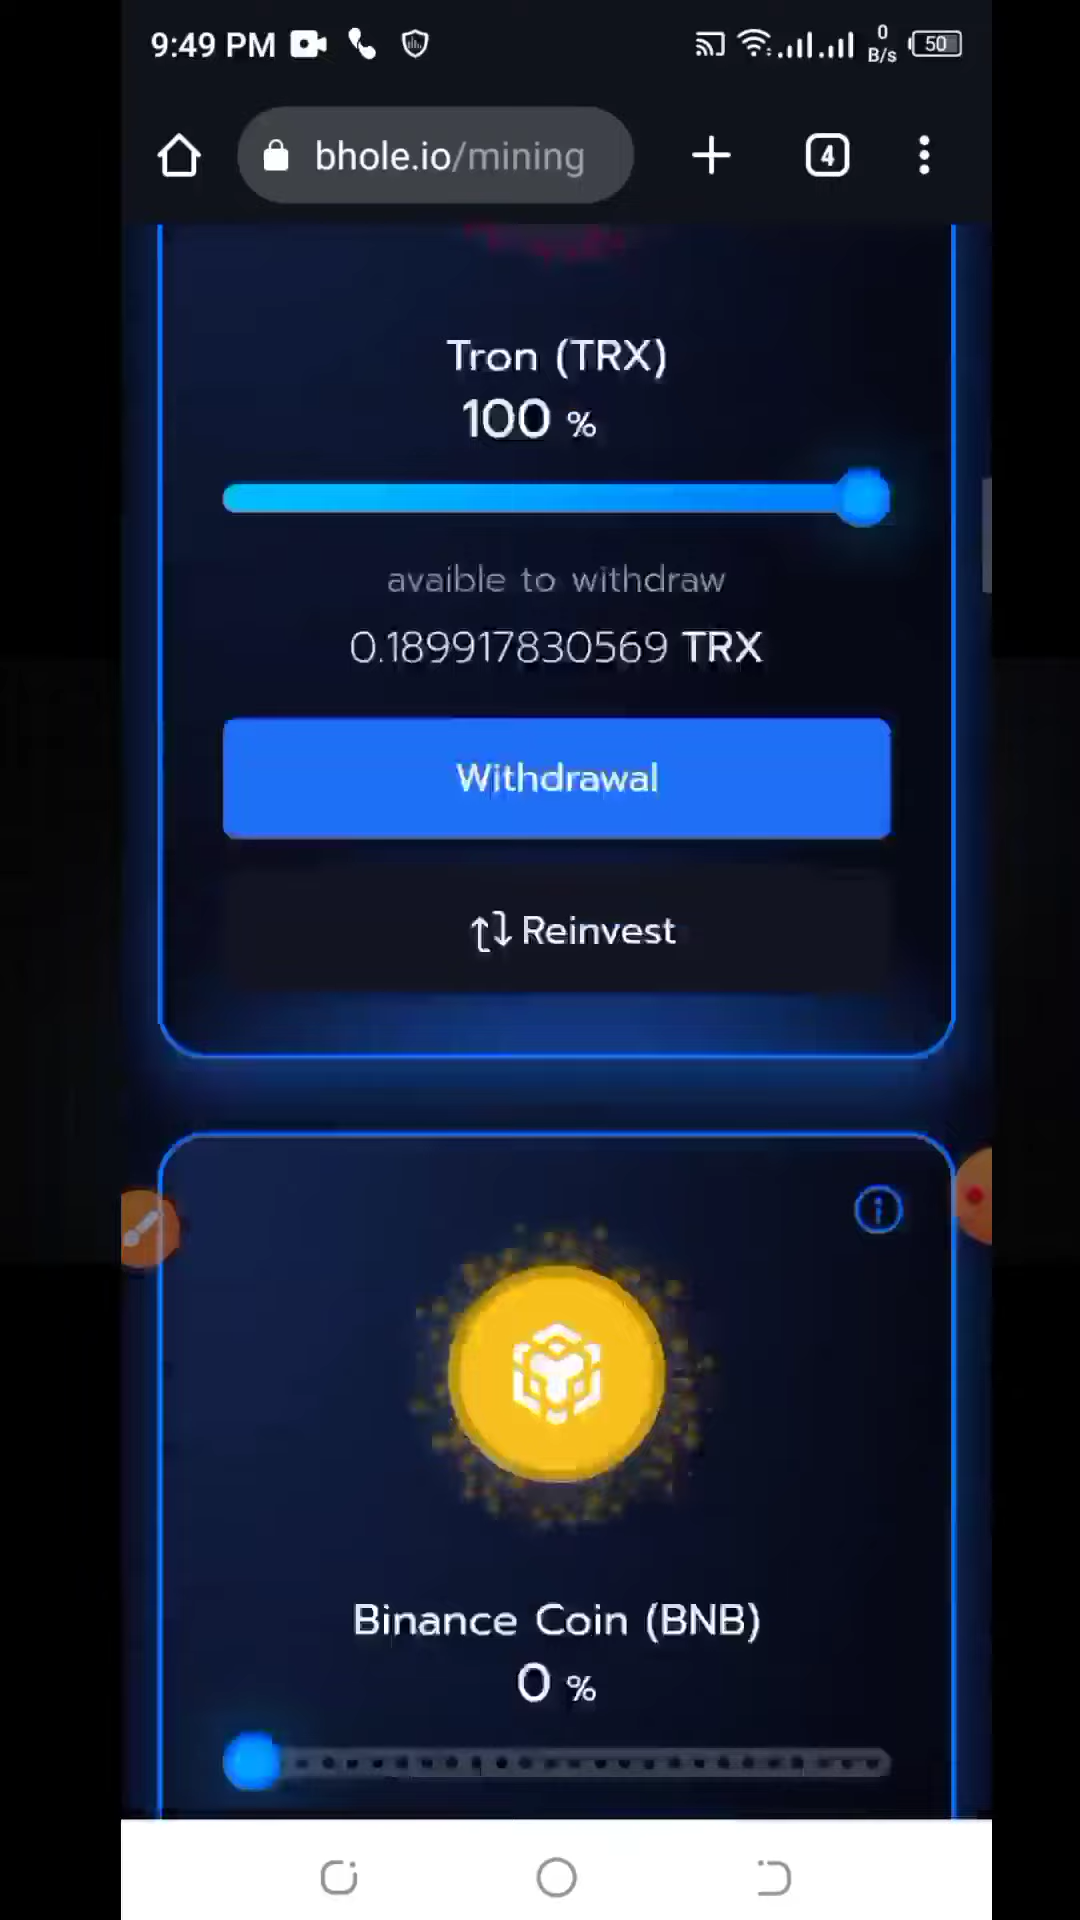 9:49 PM 0 B/s 50
bhole.io/mining 4
Tron (TRX)
100 %
avaible to withdraw
0.189917830569 TRX
Withdrawal
Reinvest
Binance Coin (BNB)
0 %